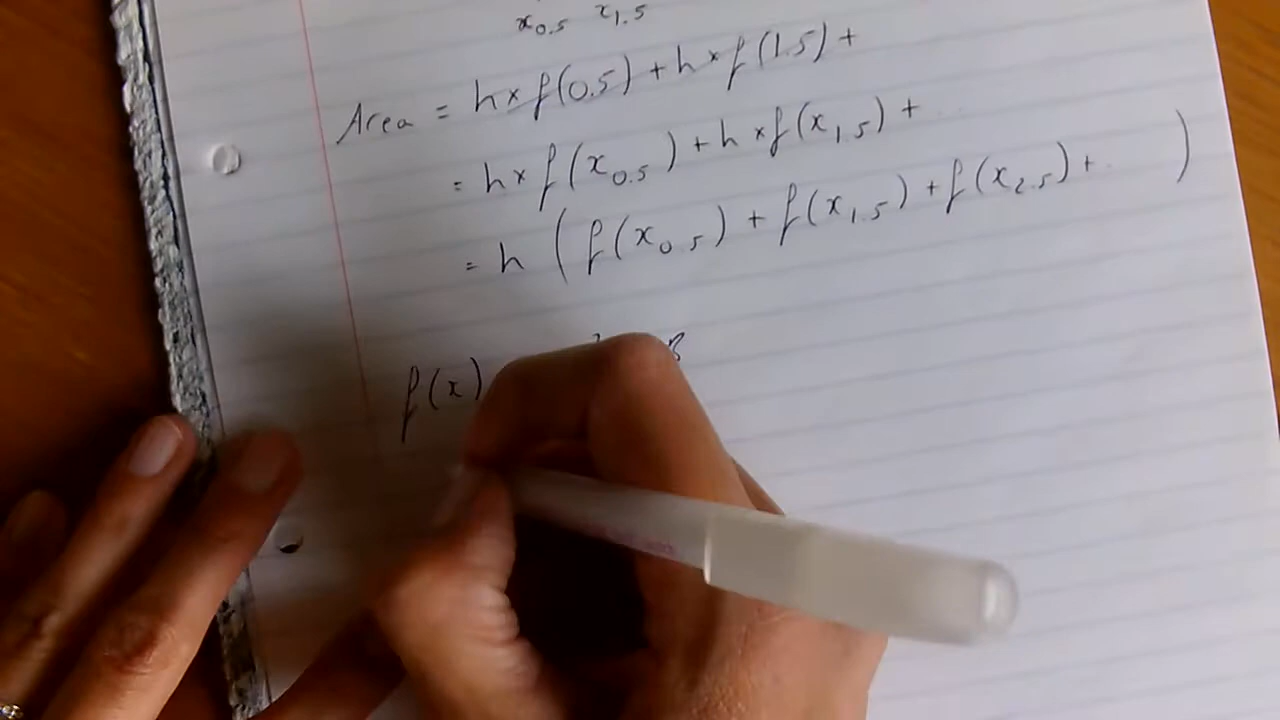 x0.5 x1.5
Area = h×f(0.5) + h×f(1.5) +
= h×f(x0.5) + h×f(x1.5) + ..
= h (f(x0.5) + f(x1.5) + f(x2.5) + .. )
f(x)